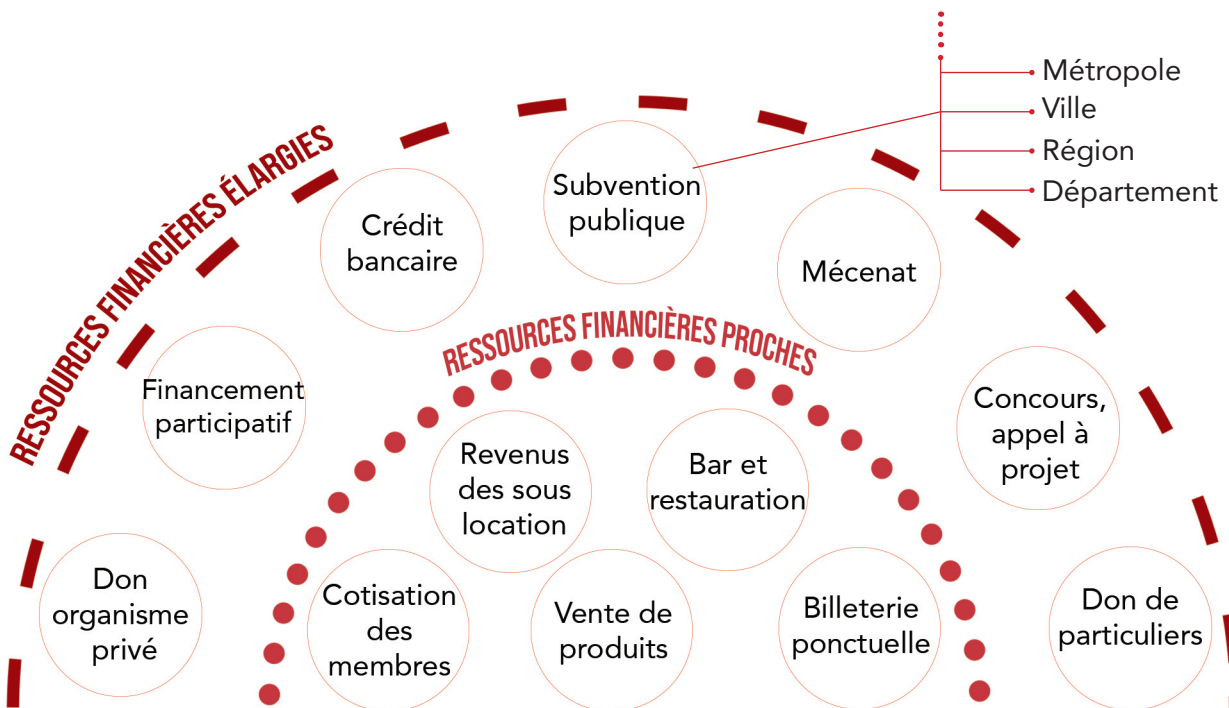 Métropole
Ville
Région
Département
RESSOURCES FINANCIÈRES ÉLARGIES
Subvention
publique
Crédit
bancaire
Mécenat
Financement
participatif
Concours,
appel à
projet
Don
organisme
privé
Don de
particuliers
RESSOURCES FINANCIÈRES PROCHES
Revenus
des sous
location
Bar et
restauration
Cotisation
des
membres
Vente de
produits
Billeterie
ponctuelle